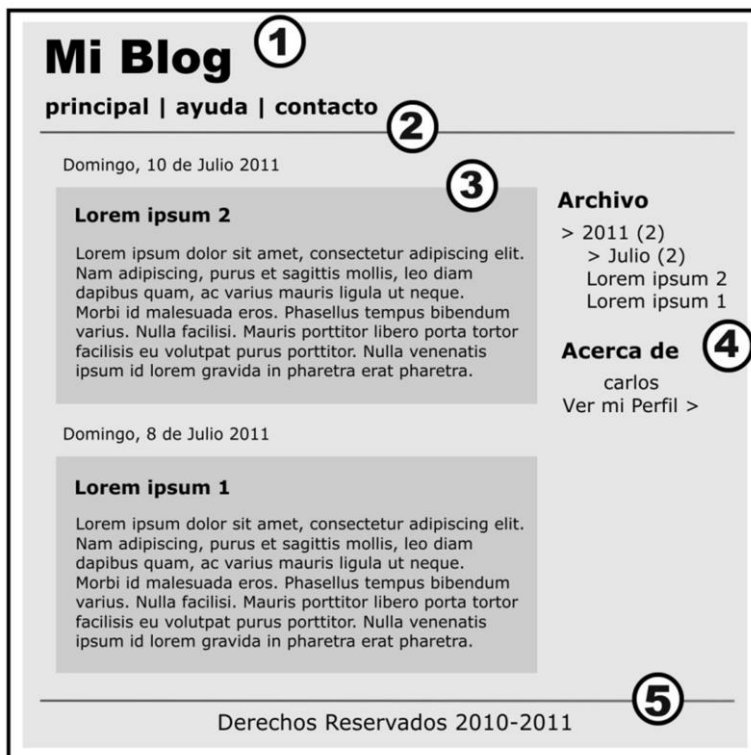 Mi Blog
1
principal | ayuda | contacto
2
Domingo, 10 de Julio 2011
3
Lorem ipsum 2
Lorem ipsum dolor sit amet, consectetur adipiscing elit.
Nam adipiscing, purus et sagittis mollis, leo diam
dapibus quam, ac varius mauris ligula ut neque.
Morbi id malesuada eros. Phasellus tempus bibendum
varius. Nulla facilisi. Mauris porttitor libero porta tortor
facilisis eu volutpat purus porttitor. Nulla venenatis
ipsum id lorem gravida in pharetra erat pharetra.
Domingo, 8 de Julio 2011
Lorem ipsum 1
Lorem ipsum dolor sit amet, consectetur adipiscing elit.
Nam adipiscing, purus et sagittis mollis, leo diam
dapibus quam, ac varius mauris ligula ut neque.
Morbi id malesuada eros. Phasellus tempus bibendum
varius. Nulla facilisi. Mauris porttitor libero porta tortor
facilisis eu volutpat purus porttitor. Nulla venenatis
ipsum id lorem gravida in pharetra erat pharetra.
Archivo
> 2011 (2)
> Julio (2)
Lorem ipsum 2
Lorem ipsum 1
Acerca de
4
carlos
Ver mi Perfil >
5
Derechos Reservados 2010-2011